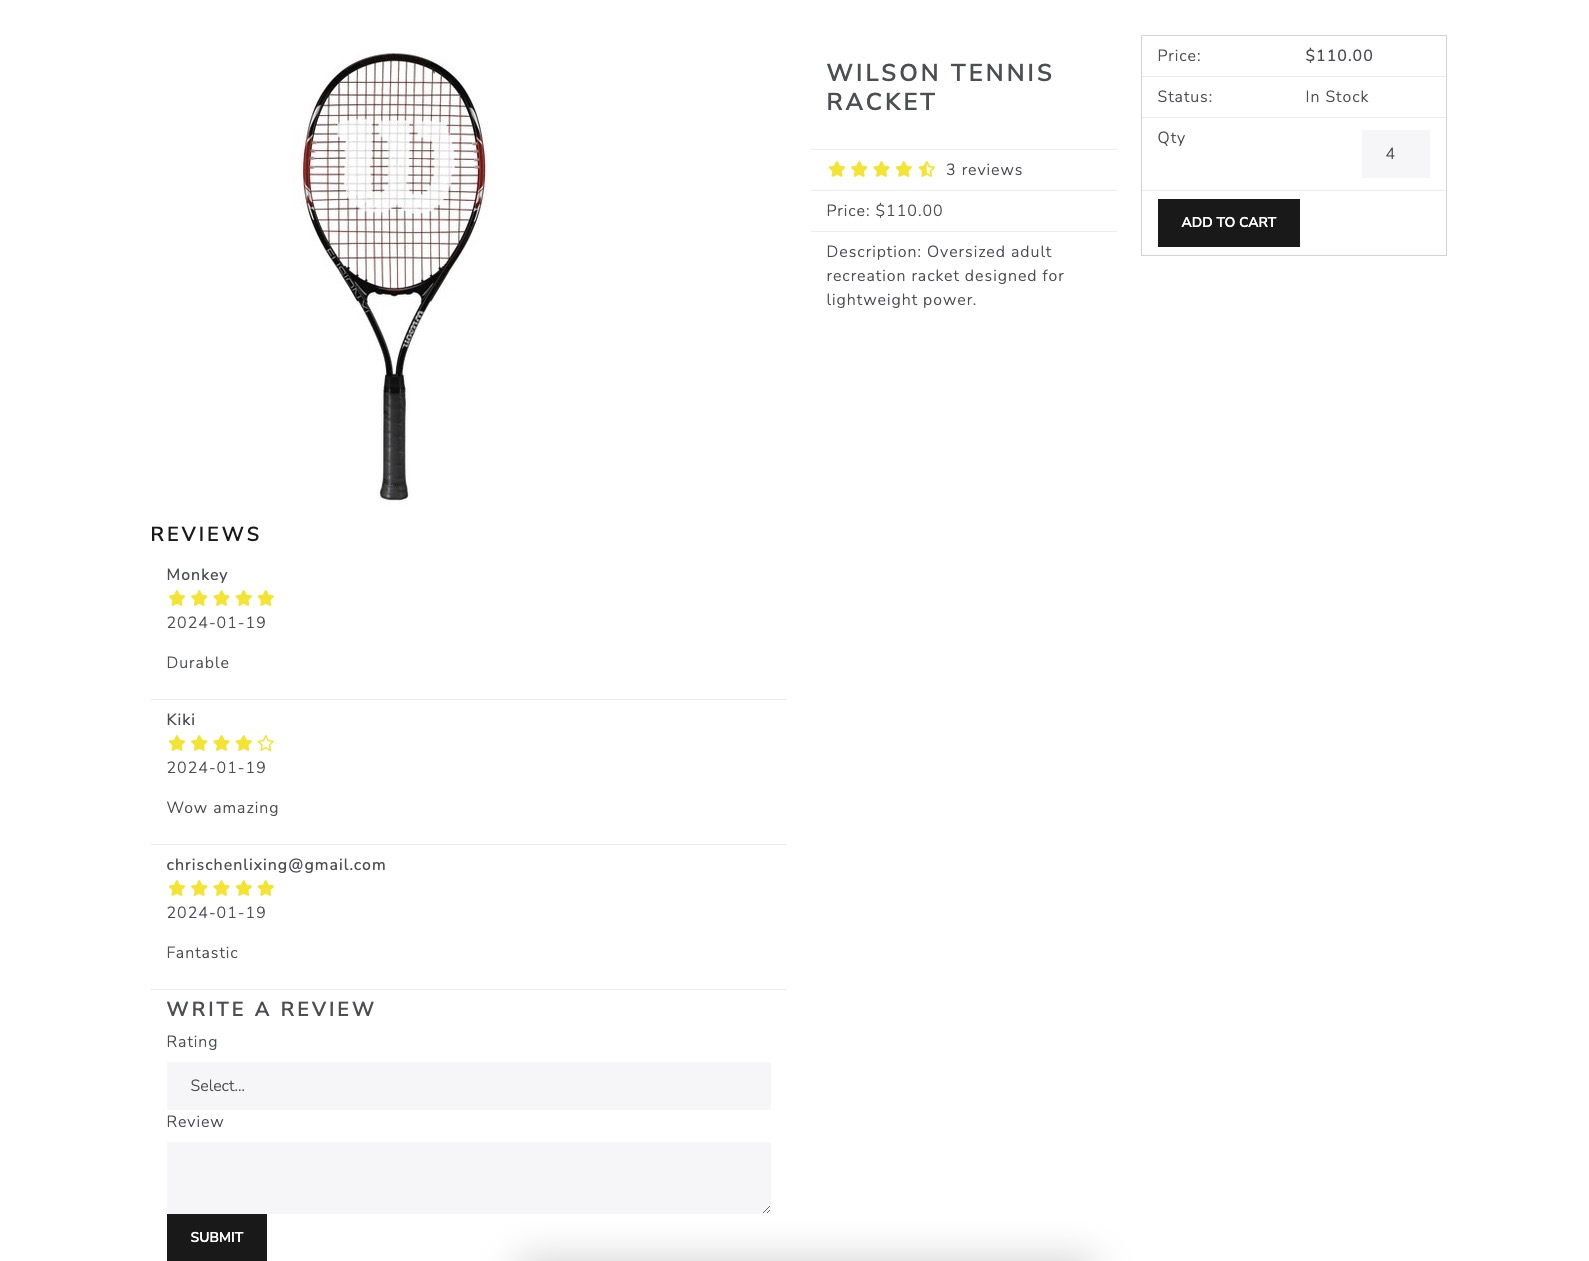 WILSON TENNIS
RACKET
3 reviews
Price: $110.00
Description: Oversized adult
recreation racket designed for
lightweight power.
Price: $110.00
Status: In Stock
Qty 4
ADD TO CART
REVIEWS
Monkey
2024-01-19
Durable
Kiki
2024-01-19
Wow amazing
chrischenlixing@gmail.com
2024-01-19
Fantastic
WRITE A REVIEW
Rating
Select...
Review
SUBMIT